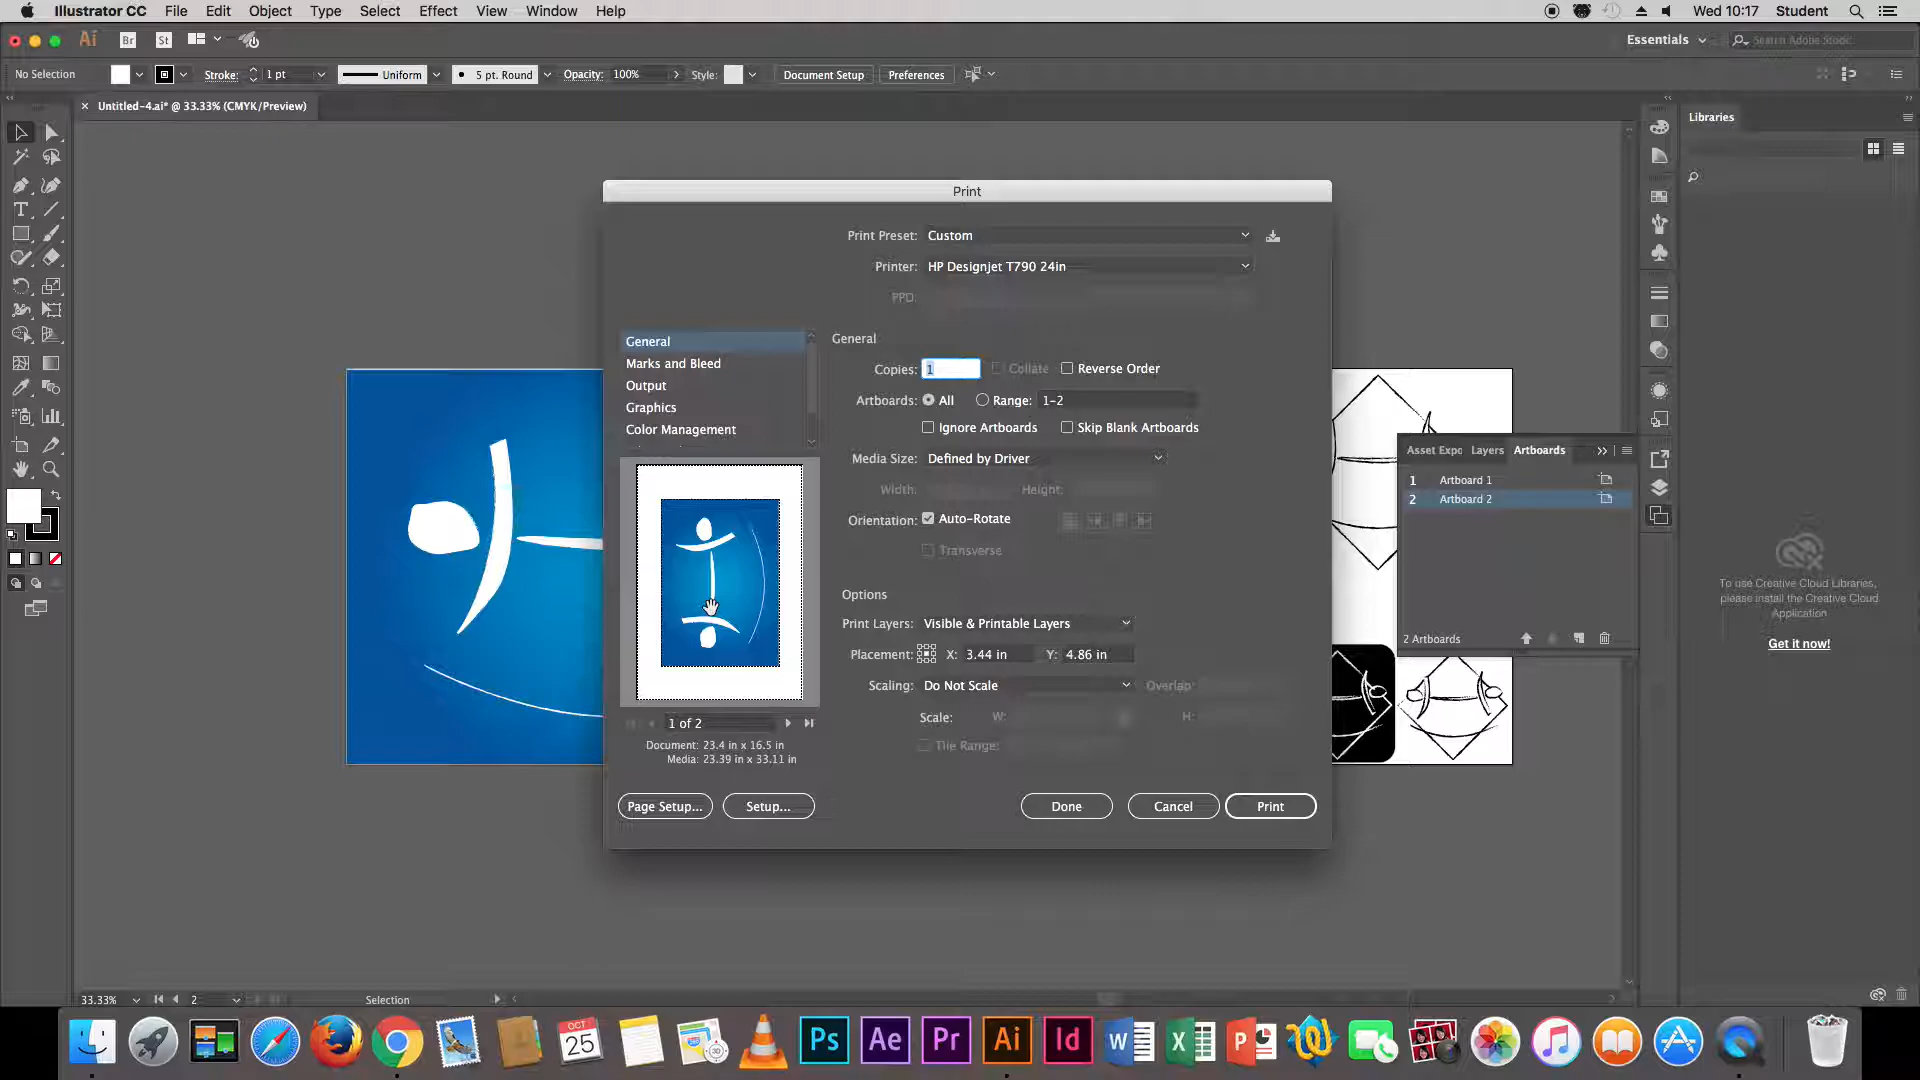 Illustrator CC File Edit Object Type Select Effect View Window Help Wed 10:17 Student
Ai Br St Essentials Search Adobe Stock
No Selection Stroke: 1 pt Uniform 5 pt. Round Opacity: 100% Style: Document Setup Preferences
× Untitled-4.ai* @ 33.33% (CMYK/Preview)
Libraries
Print
Print Preset: Custom
Printer: HP Designjet T790 24in
PPD:
General
Marks and Bleed
Output
Graphics
Color Management
General
Copies: 1 Collate Reverse Order
Artboards: All Range: 1-2
Ignore Artboards Skip Blank Artboards
Media Size: Defined by Driver
Width: Height:
Orientation: Auto-Rotate
Transverse
Options
Print Layers: Visible & Printable Layers
Placement: X: 3.44 in Y: 4.86 in
Scaling: Do Not Scale Overlap:
Scale: W: H:
Tile Range:
1 of 2
Document: 23.4 in x 16.5 in
Media: 23.39 in x 33.11 in
Page Setup... Setup... Done Cancel Print
Asset Expo Layers Artboards
1 Artboard 1
2 Artboard 2
2 Artboards
To use Creative Cloud Libraries,
please install the Creative Cloud
Application
Get it now!
33.33% 2 Selection
OCT
25
Ps Ae Pr Ai Id W X P